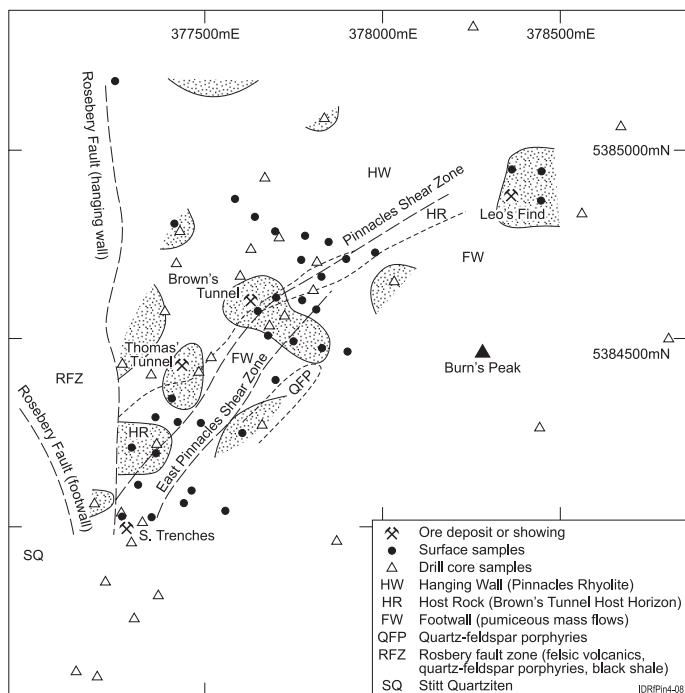 377500mE
378000mE
378500mE
Rosebery Fault (hanging wall)
5385000mN
HW
Pinnacles Shear Zone
HR
Leo's Find
FW
Brown's
Tunnel
Thomas'
Tunnel
FW
5384500mN
Burn's Peak
RFZ
QFP
East Pinnacles Shear Zone
HR
Rosebery Fault (footwall)
S. Trenches
SQ
Ore deposit or showing
Surface samples
Drill core samples
HW Hanging Wall (Pinnacles Rhyolite)
HR Host Rock (Brown's Tunnel Host Horizon)
FW Footwall (pumiceous mass flows)
QFP Quartz-feldspar porphyries
RFZ Rosbery fault zone (felsic volcanics,
quartz-feldspar porphyries, black shale)
SQ Stitt Quartziten
JDRfPin4-08